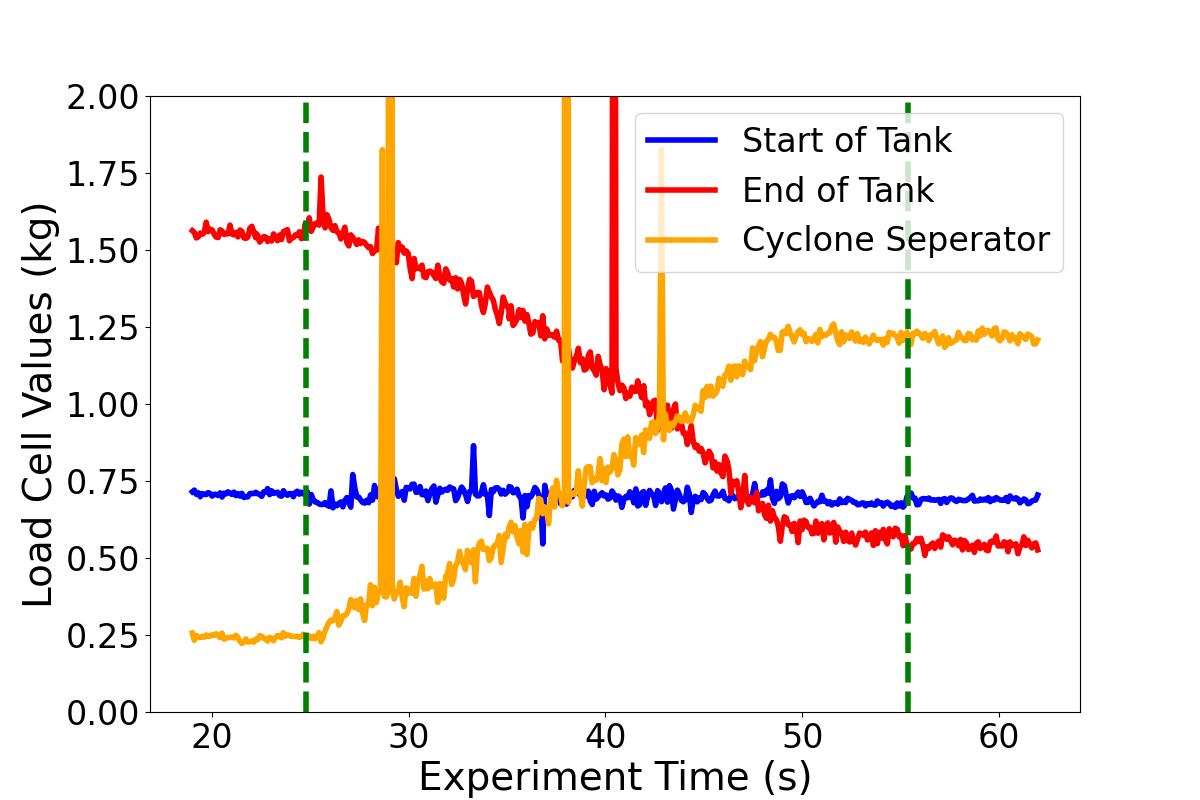 2.00
1.75
1.50
1.25
1.00
0.75
0.50
0.25
0.00
Load Cell Values (kg)
Start of Tank
End of Tank
Cyclone Seperator
20 30 40 50 60
Experiment Time (s)